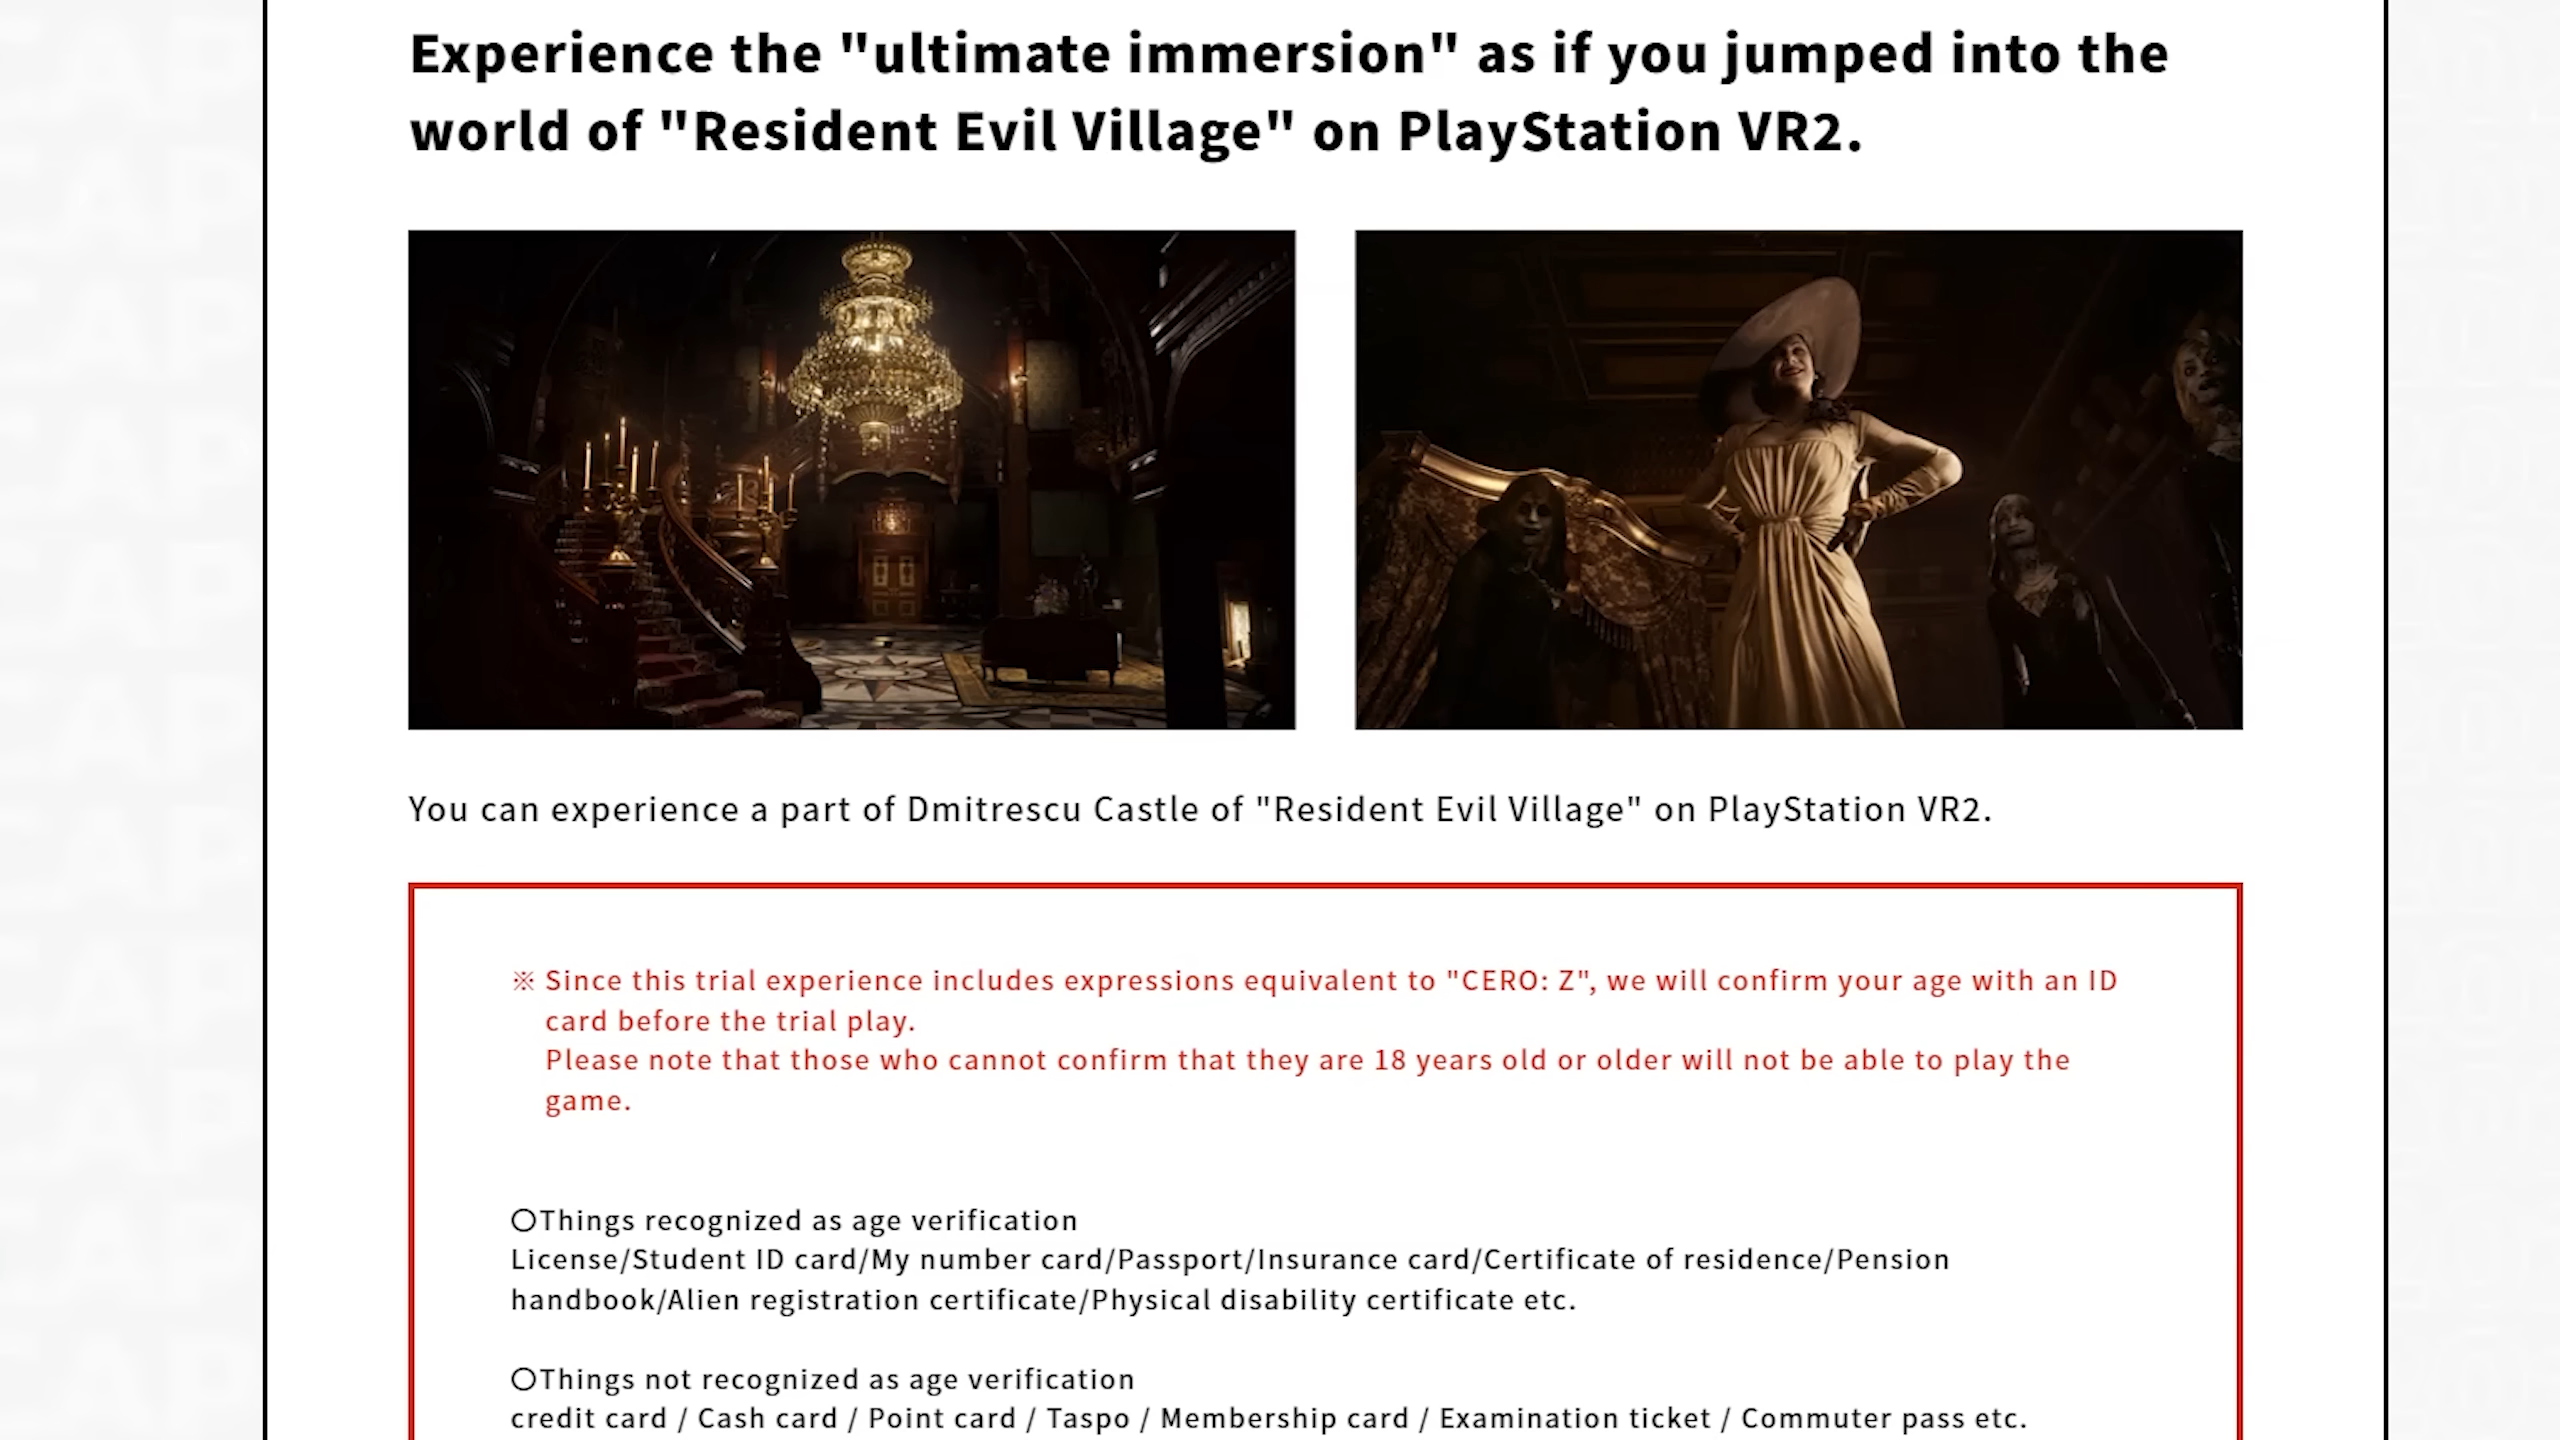 Experience the "ultimate immersion" as if you jumped into the
world of "Resident Evil Village" on PlayStation VR2.
You can experience a part of Dmitrescu Castle of "Resident Evil Village" on PlayStation VR2.
※ Since this trial experience includes expressions equivalent to "CERO: Z", we will confirm your age with an ID
card before the trial play.
Please note that those who cannot confirm that they are 18 years old or older will not be able to play the
game.
○Things recognized as age verification
License/Student ID card/My number card/Passport/Insurance card/Certificate of residence/Pension
handbook/Alien registration certificate/Physical disability certificate etc.
○Things not recognized as age verification
credit card / Cash card / Point card / Taspo / Membership card / Examination ticket / Commuter pass etc.